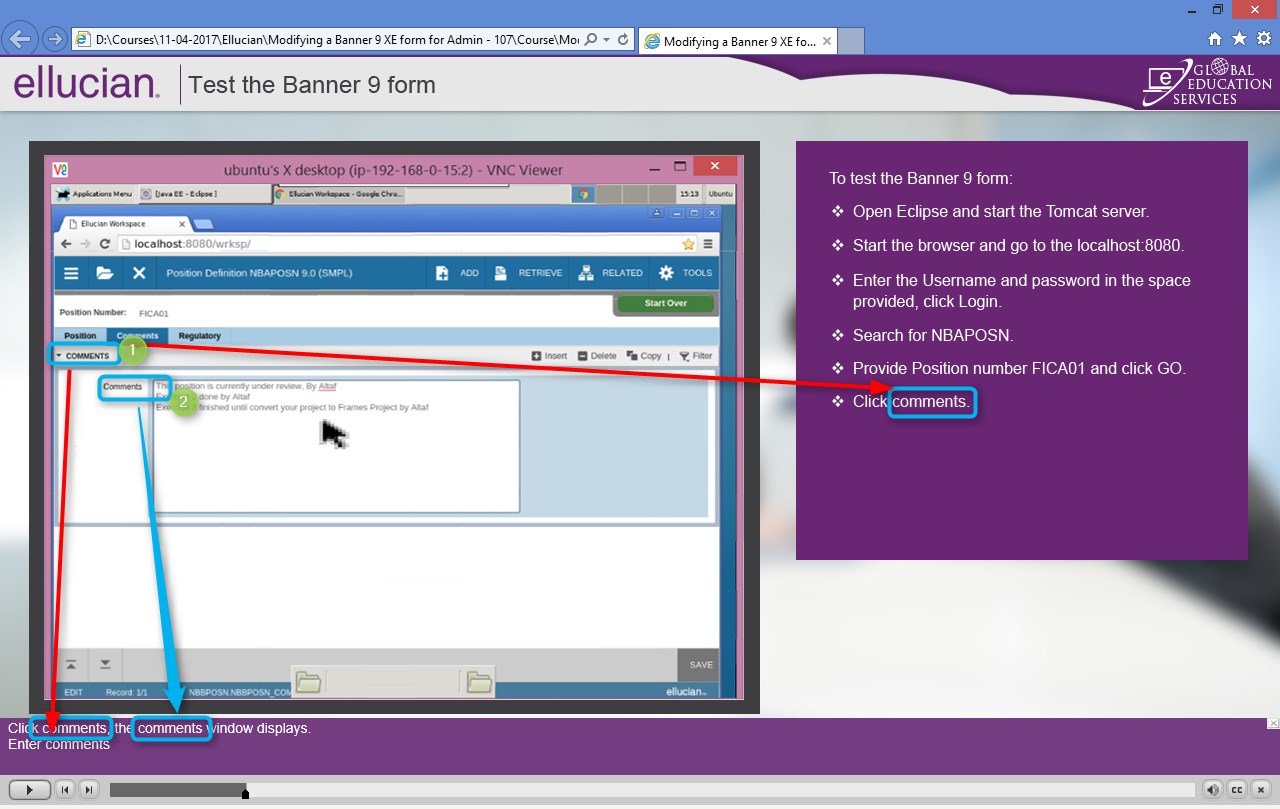 D:\Courses\11-04-2017\Ellucian\Modifying a Banner 9 XE form for Admin - 107\Course\Mo
Modifying a Banner 9 XE fo...
ellucian.
Test the Banner 9 form
e GLOBAL EDUCATION SERVICES
ubuntu's X desktop (ip-192-168-0-15:2) - VNC Viewer
Applications Menu
[Java EE - Eclipse ]
Ellucian Workspace - Google Chro...
15:13
Ubuntu
Ellucian Workspace
localhost:8080/wrksp/
Position Definition NBAPOSN 9.0 (SMPL)
ADD
RETRIEVE
RELATED
TOOLS
Start Over
Position Number: FICA01
Position
Comments
Regulatory
COMMENTS
1
Insert
Delete
Copy
Filter
Comments
2
position is currently under review, By Altaf
done by Altaf
finished until convert your project to Frames Project by Altaf
SAVE
EDIT
Record: 1/1
NBBPOSN.NBBPOSN_COM
ellucian
To test the Banner 9 form:
Open Eclipse and start the Tomcat server.
Start the browser and go to the localhost:8080.
Enter the Username and password in the space
provided, click Login.
Search for NBAPOSN.
Provide Position number FICA01 and click GO.
Click comments.
Click comments, the comments window displays.
Enter comments
CC